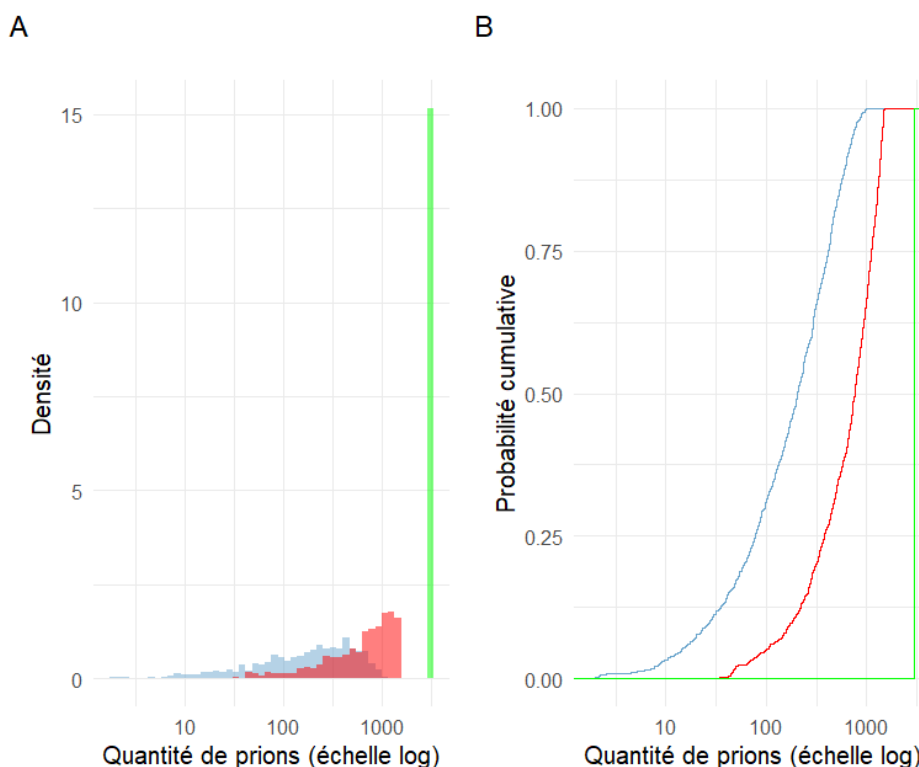 A
15
10
5
0
Densité
10 100 1000
Quantité de prions (échelle log)
B
1.00
0.75
0.50
0.25
0.00
Probabilité cumulative
10 100 1000
Quantité de prions (échelle log)